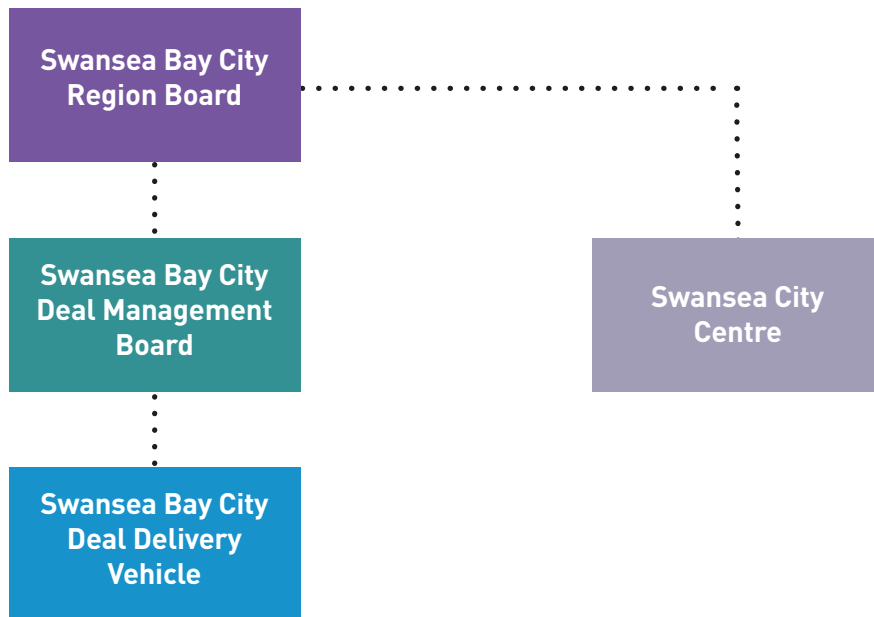 Swansea Bay City
Region Board
Swansea Bay City
Deal Management
Board
Swansea City
Centre
Swansea Bay City
Deal Delivery
Vehicle